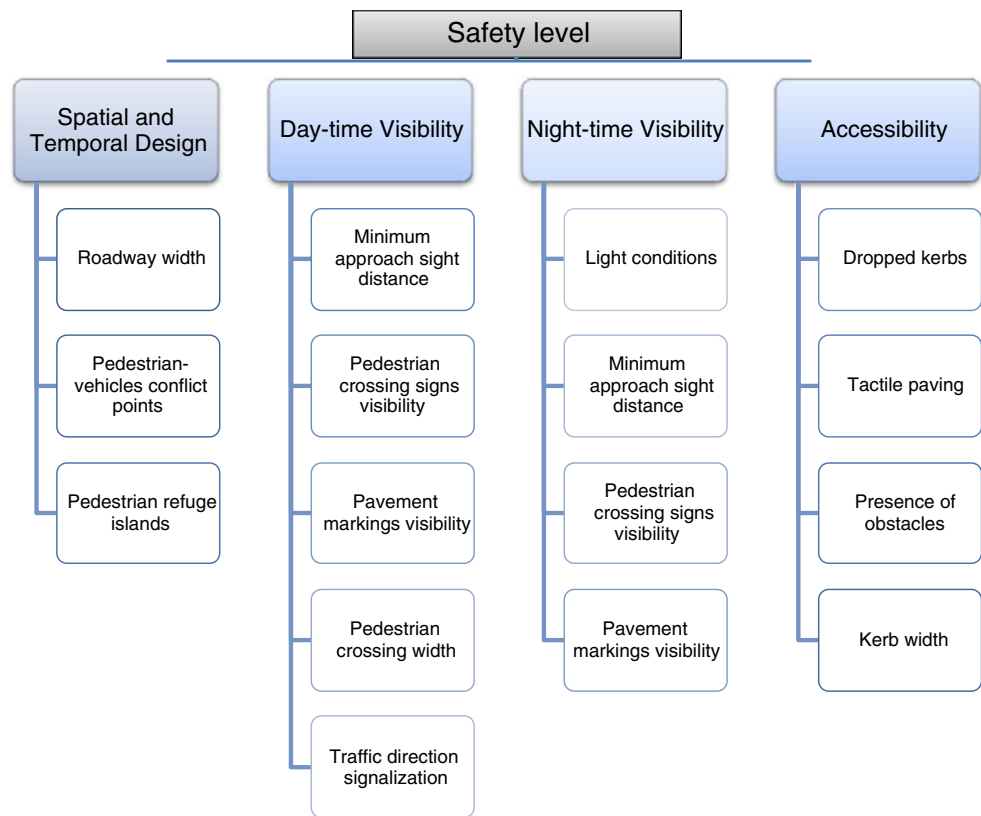 Safety level
Spatial and
Temporal Design
Roadway width
Pedestrian-
vehicles conflict
points
Pedestrian refuge
islands
Day-time Visibility
Minimum
approach sight
distance
Pedestrian
crossing signs
visibility
Pavement
markings visibility
Pedestrian
crossing width
Traffic direction
signalization
Night-time Visibility
Light conditions
Minimum
approach sight
distance
Pedestrian
crossing signs
visibility
Pavement
markings visibility
Accessibility
Dropped kerbs
Tactile paving
Presence of
obstacles
Kerb width